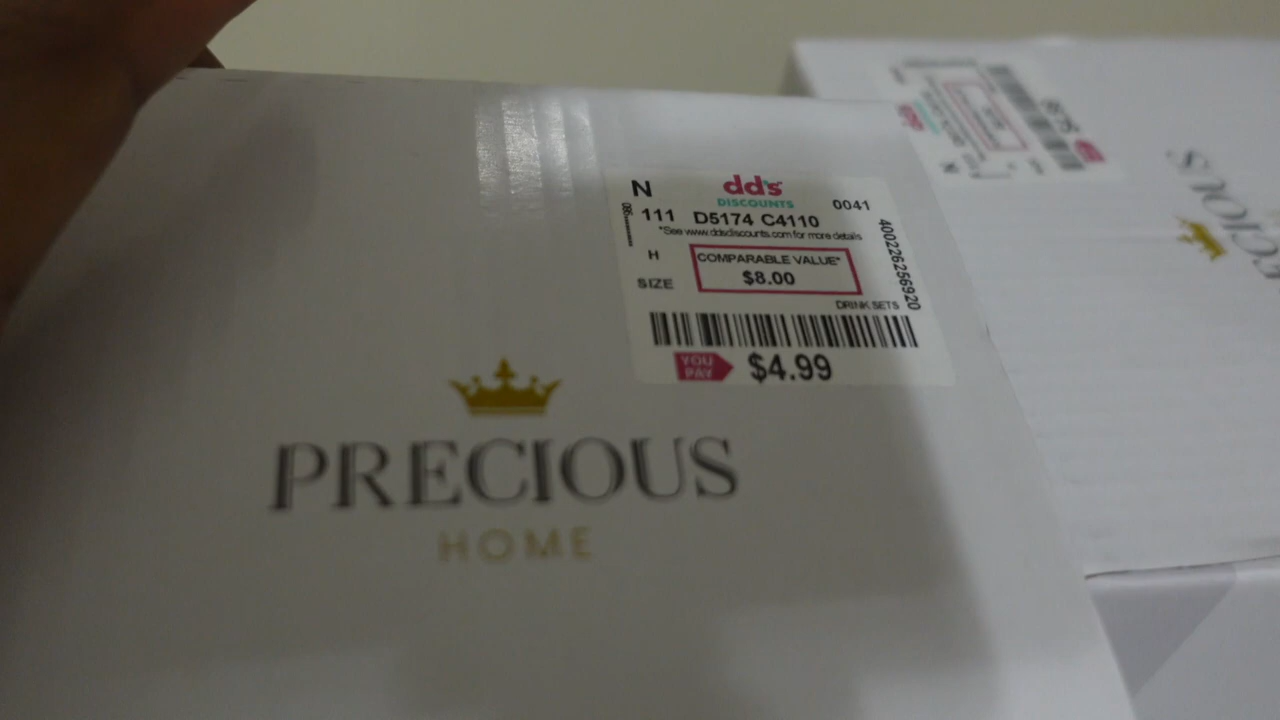 N
dd's
DISCOUNTS
0041
111 D5174 C4110
*See www.ddsdiscounts.com for more details
H
COMPARABLE VALUE*
$8.00
SIZE
DRINK SETS
400226256920
YOU PAY $4.99
PRECIOUS
HOME